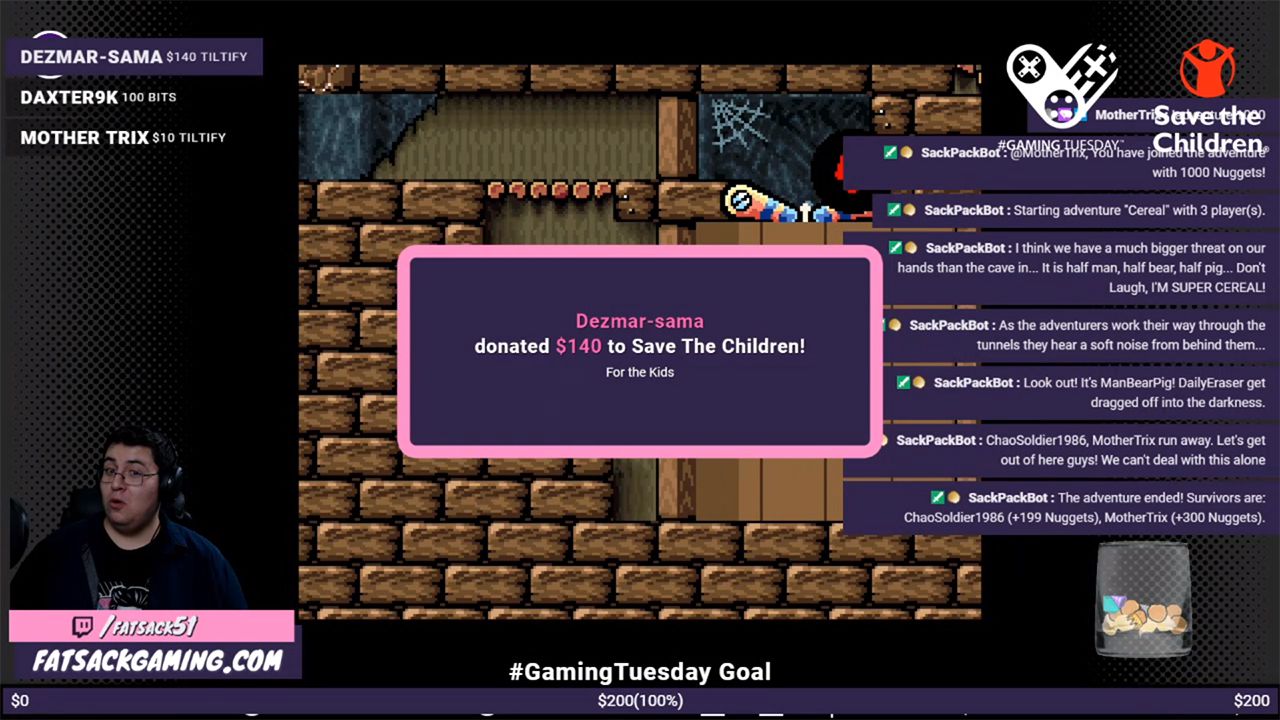 DEZMAR-SAMA $140 TILTIFY
DAXTER9K 100 BITS
MOTHER TRIX $10 TILTIFY
Save the
Children®
#GAMING TUESDAY™
MotherTrix
SackPackBot : @MotherTrix, You have joined the adventure
with 1000 Nuggets!
SackPackBot : Starting adventure "Cereal" with 3 player(s).
SackPackBot : I think we have a much bigger threat on our
hands than the cave in... It is half man, half bear, half pig... Don't
Laugh, I'M SUPER CEREAL!
SackPackBot : As the adventurers work their way through the
tunnels they hear a soft noise from behind them...
SackPackBot : Look out! It's ManBearPig! DailyEraser get
dragged off into the darkness.
SackPackBot : ChaoSoldier1986, MotherTrix run away. Let's get
out of here guys! We can't deal with this alone
SackPackBot : The adventure ended! Survivors are:
ChaoSoldier1986 (+199 Nuggets), MotherTrix (+300 Nuggets).
Dezmar-sama
donated $140 to Save The Children!
For the Kids
/FATSACK51
FATSACKGAMING.COM
#GamingTuesday Goal
$0
$200(100%)
$200